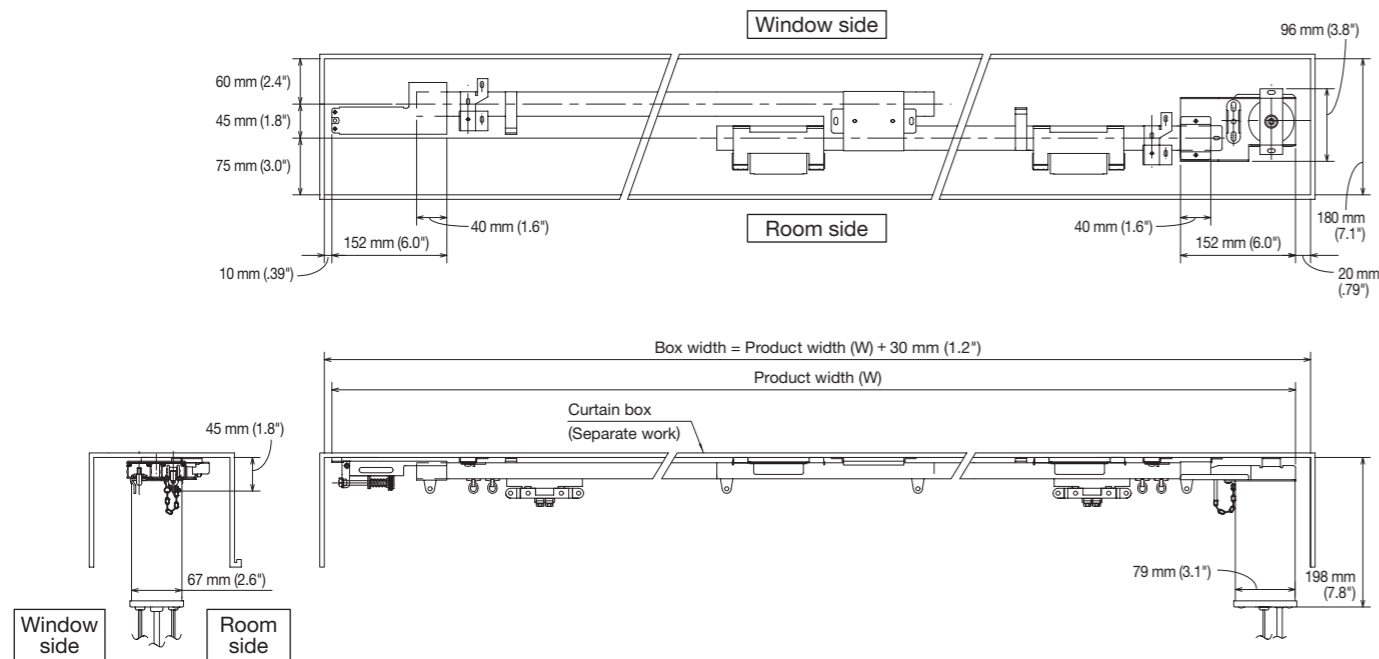 Window side
96 mm (3.8")
60 mm (2.4")
45 mm (1.8")
75 mm (3.0")
40 mm (1.6")
Room side
40 mm (1.6")
180 mm
(7.1")
152 mm (6.0")
152 mm (6.0")
10 mm (.39")
20 mm
(.79")
Box width = Product width (W) + 30 mm (1.2")
Product width (W)
Curtain box
(Separate work)
45 mm (1.8")
67 mm (2.6")
79 mm (3.1")
198 mm
(7.8")
Window
side
Room
side